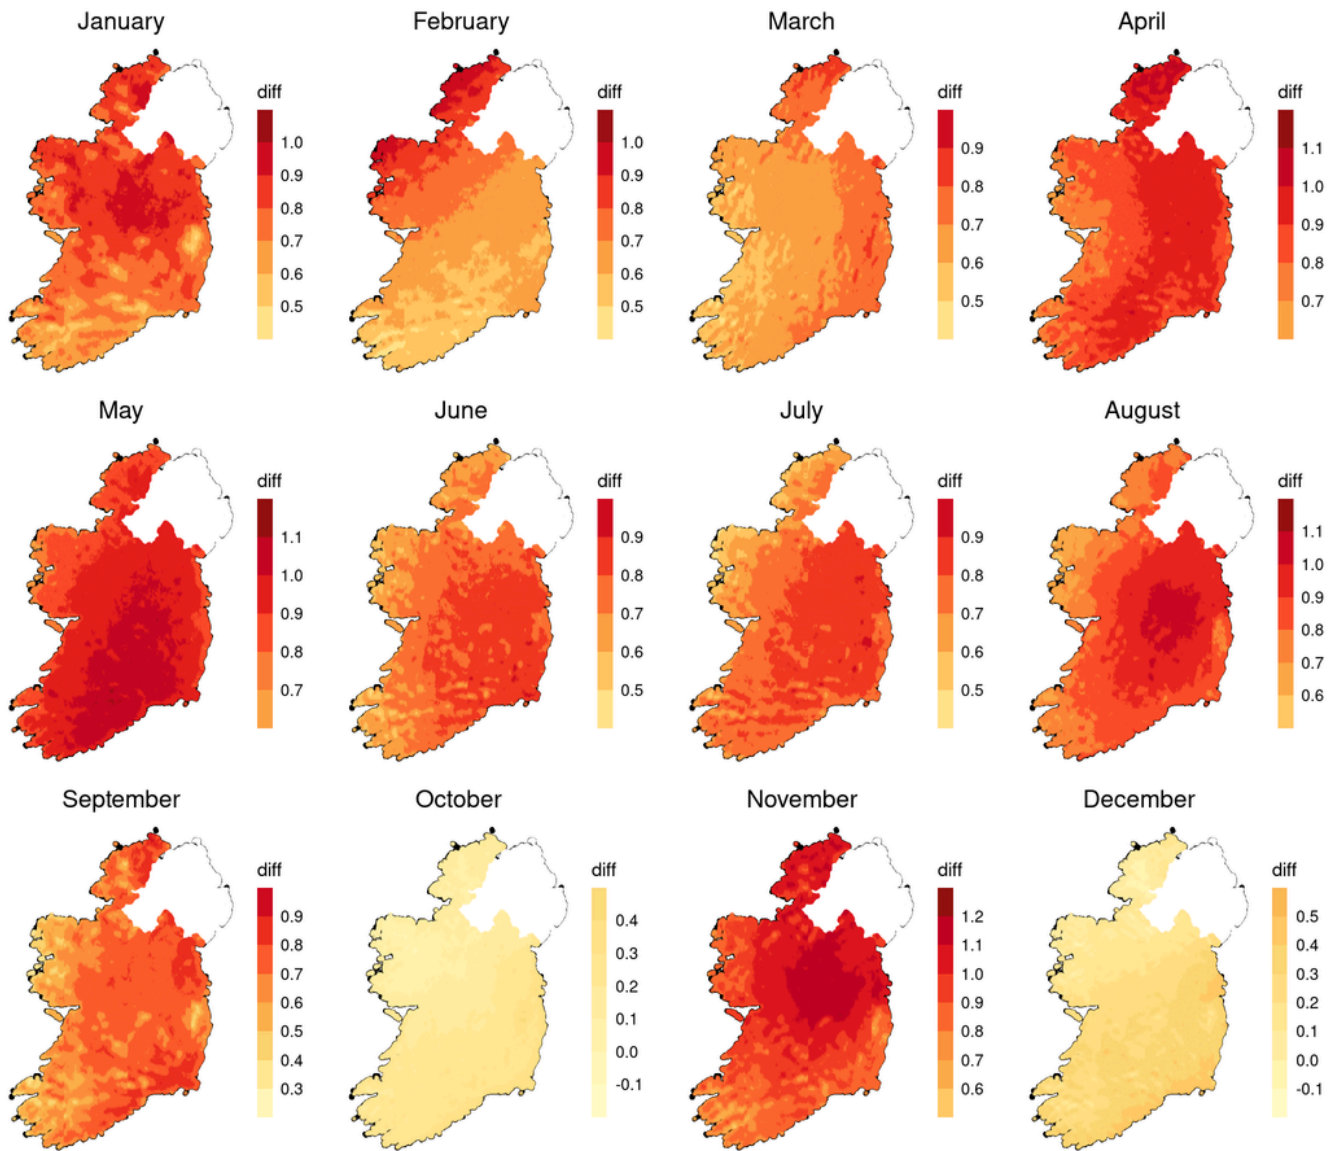 January
February
March
April
diff
1.0
0.9
0.8
0.7
0.6
0.5
diff
1.0
0.9
0.8
0.7
0.6
0.5
diff
0.9
0.8
0.7
0.6
0.5
diff
1.1
1.0
0.9
0.8
0.7
May
June
July
August
diff
1.1
1.0
0.9
0.8
0.7
diff
0.9
0.8
0.7
0.6
0.5
diff
0.9
0.8
0.7
0.6
0.5
diff
1.1
1.0
0.9
0.8
0.7
0.6
September
October
November
December
diff
0.9
0.8
0.7
0.6
0.5
0.4
0.3
diff
0.4
0.3
0.2
0.1
0.0
-0.1
diff
1.2
1.1
1.0
0.9
0.8
0.7
0.6
diff
0.5
0.4
0.3
0.2
0.1
0.0
-0.1